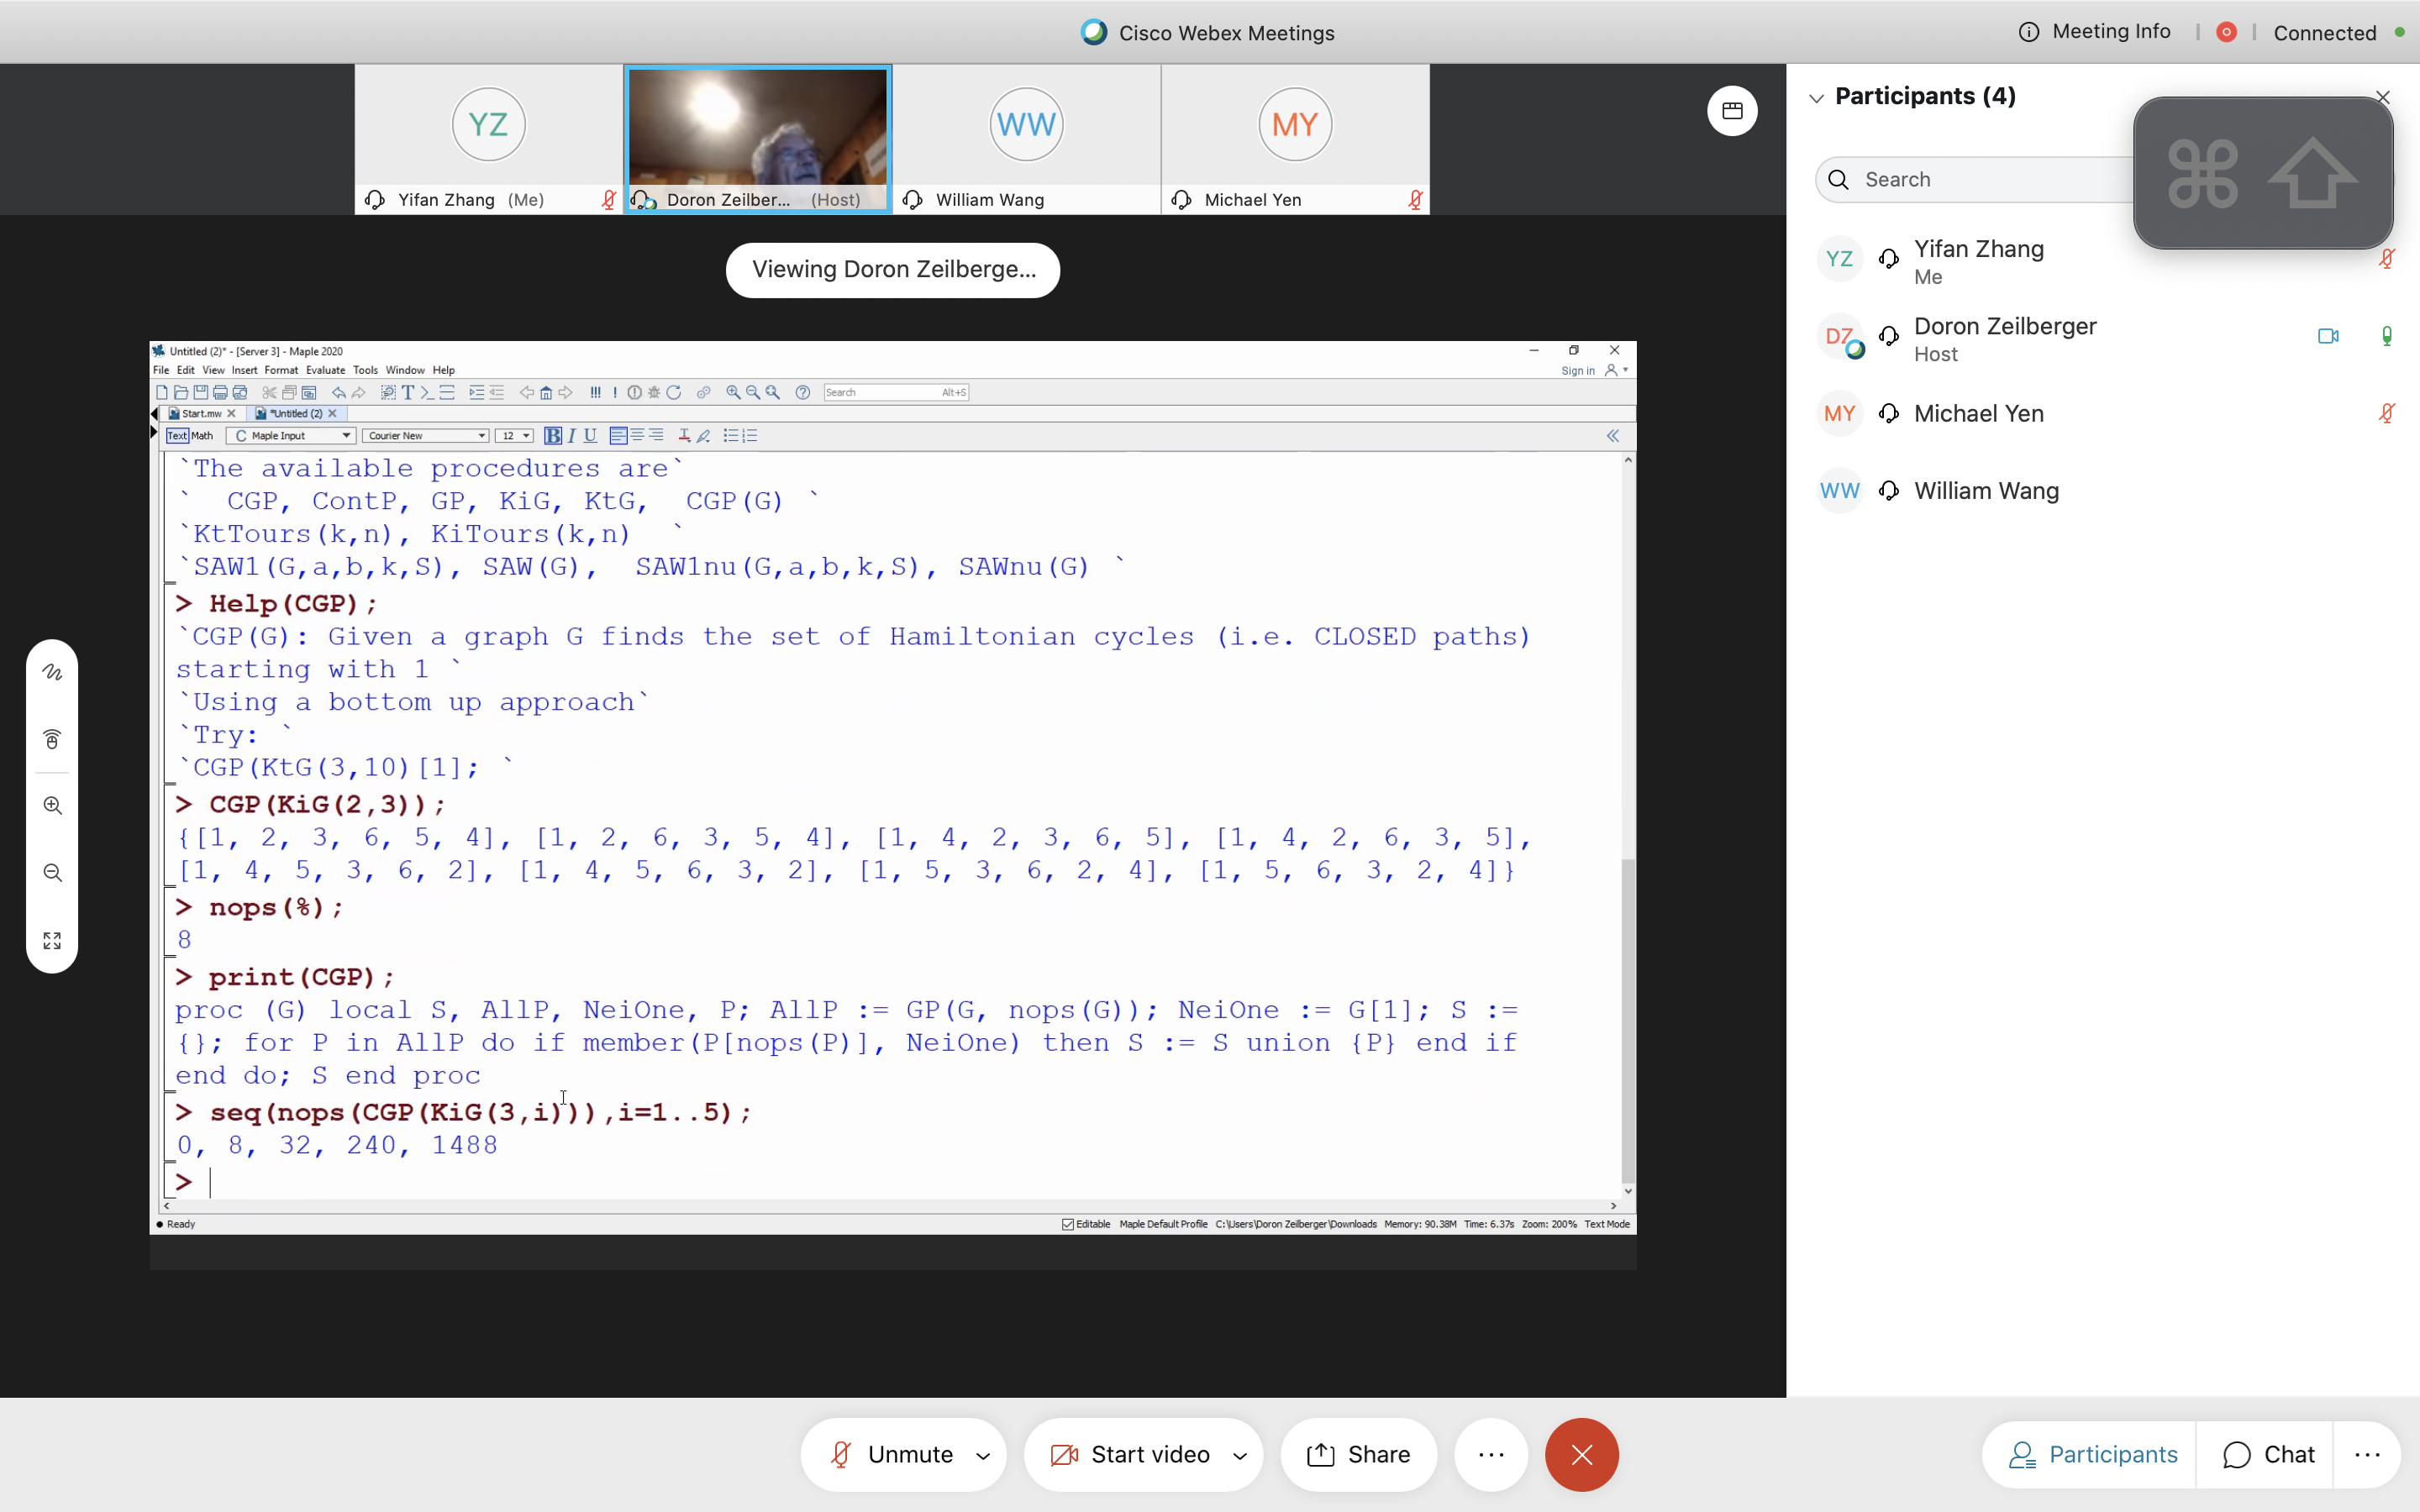 Cisco Webex Meetings
Meeting Info
Connected
YZ
WW
MY
Yifan Zhang (Me)
Doron Zeilber... (Host)
William Wang
Michael Yen
Viewing Doron Zeilberge...
Participants (4)
Search
YZ Yifan Zhang
Me
DZ Doron Zeilberger
Host
MY Michael Yen
WW William Wang
Untitled (2)* - [Server 3] - Maple 2020
File Edit View Insert Format Evaluate Tools Window Help
Sign in
Search Alt+S
Start.mw *Untitled (2)
Text Math C Maple Input Courier New 12 B I U
`The available procedures are`
` CGP, ContP, GP, KiG, KtG, CGP(G) `
`KtTours(k,n), KiTours(k,n) `
`SAW1(G,a,b,k,S), SAW(G), SAW1nu(G,a,b,k,S), SAWnu(G) `
> Help(CGP);
`CGP(G): Given a graph G finds the set of Hamiltonian cycles (i.e. CLOSED paths)
starting with 1 `
`Using a bottom up approach`
`Try: `
`CGP(KtG(3,10)[1]; `
> CGP(KiG(2,3));
{[1, 2, 3, 6, 5, 4], [1, 2, 6, 3, 5, 4], [1, 4, 2, 3, 6, 5], [1, 4, 2, 6, 3, 5],
[1, 4, 5, 3, 6, 2], [1, 4, 5, 6, 3, 2], [1, 5, 3, 6, 2, 4], [1, 5, 6, 3, 2, 4]}
> nops(%);
8
> print(CGP);
proc (G) local S, AllP, NeiOne, P; AllP := GP(G, nops(G)); NeiOne := G[1]; S :=
{}; for P in AllP do if member(P[nops(P)], NeiOne) then S := S union {P} end if
end do; S end proc
> seq(nops(CGP(KiG(3,i))),i=1..5);
0, 8, 32, 240, 1488
>
Ready
Editable Maple Default Profile C:\Users\Doron Zeilberger\Downloads Memory: 90.38M Time: 6.37s Zoom: 200% Text Mode
Unmute
Start video
Share
Participants
Chat